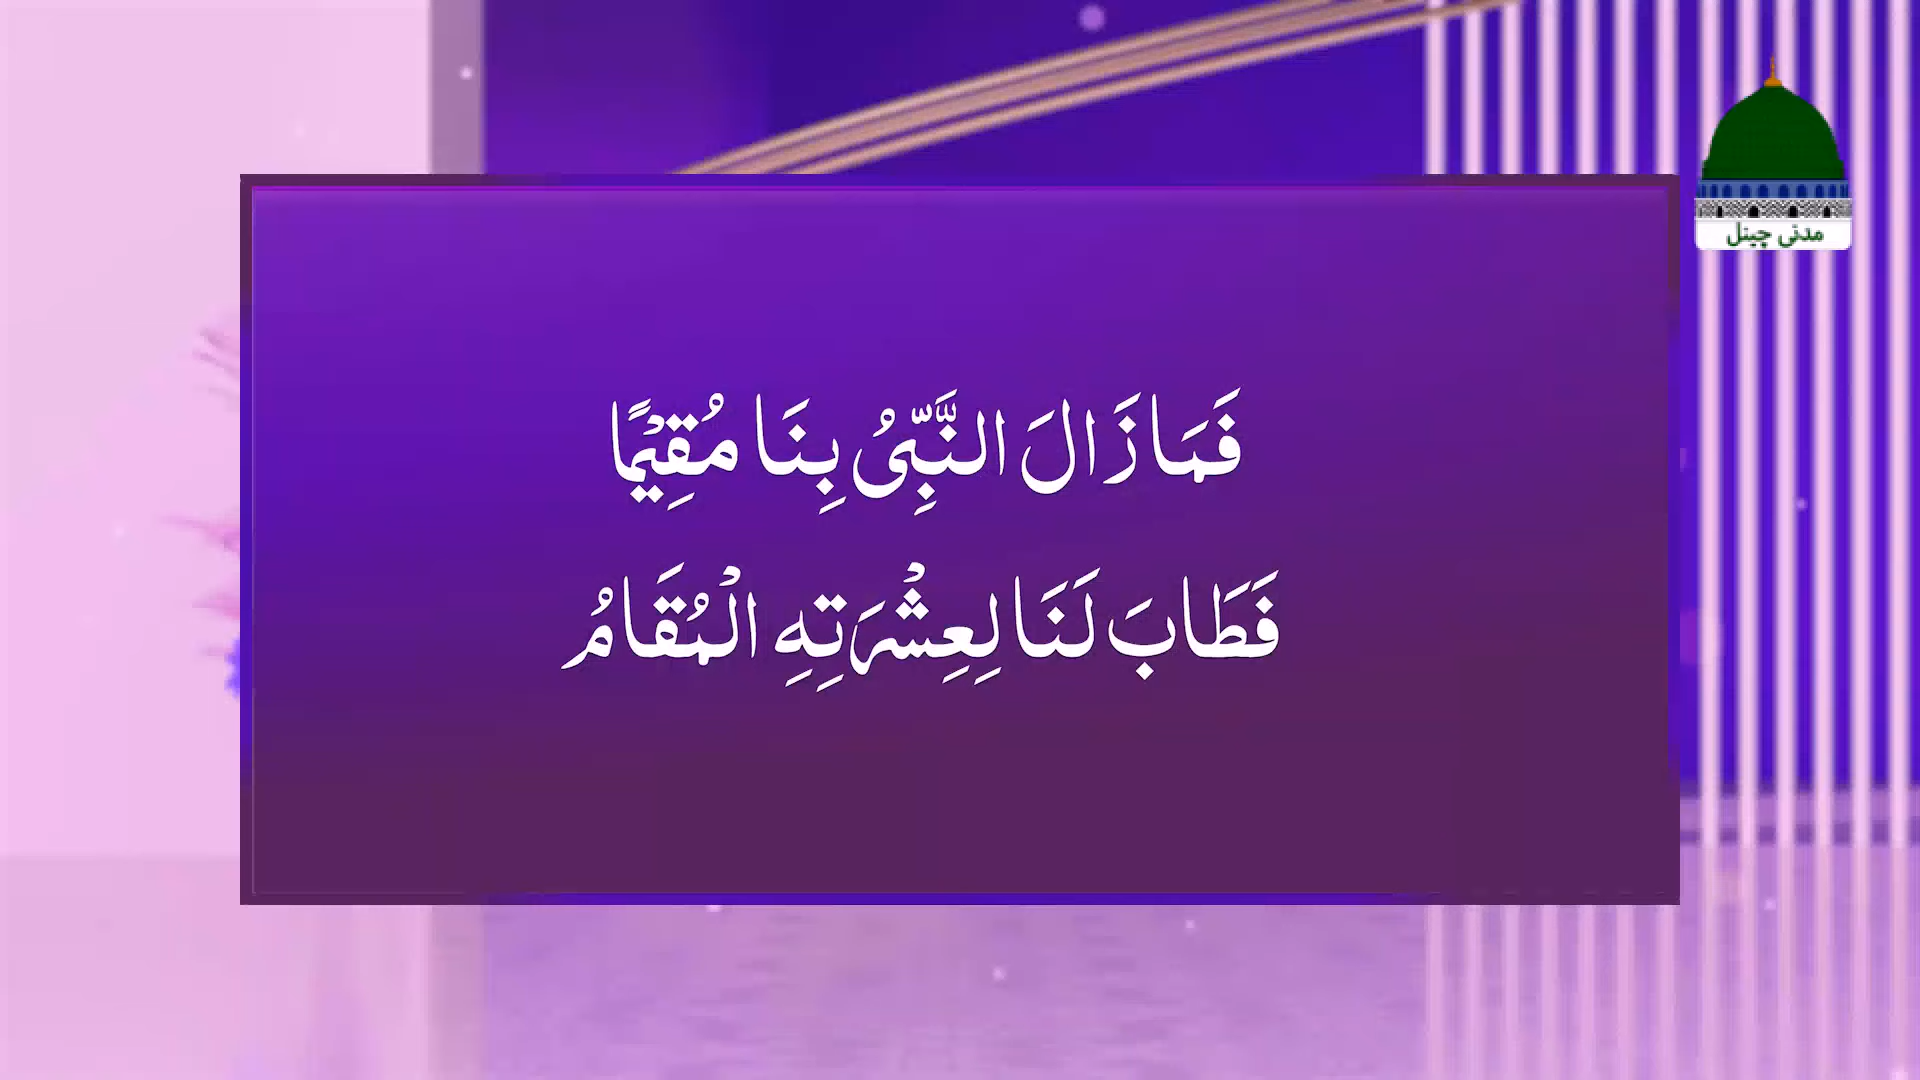 فَمَا زَالَ النَّبِيُّ بِنَا مُقِيْمًا
فَطَابَ لَنَا لِعِشْرَتِهِ الْمُقَامُ
مدنی چینل